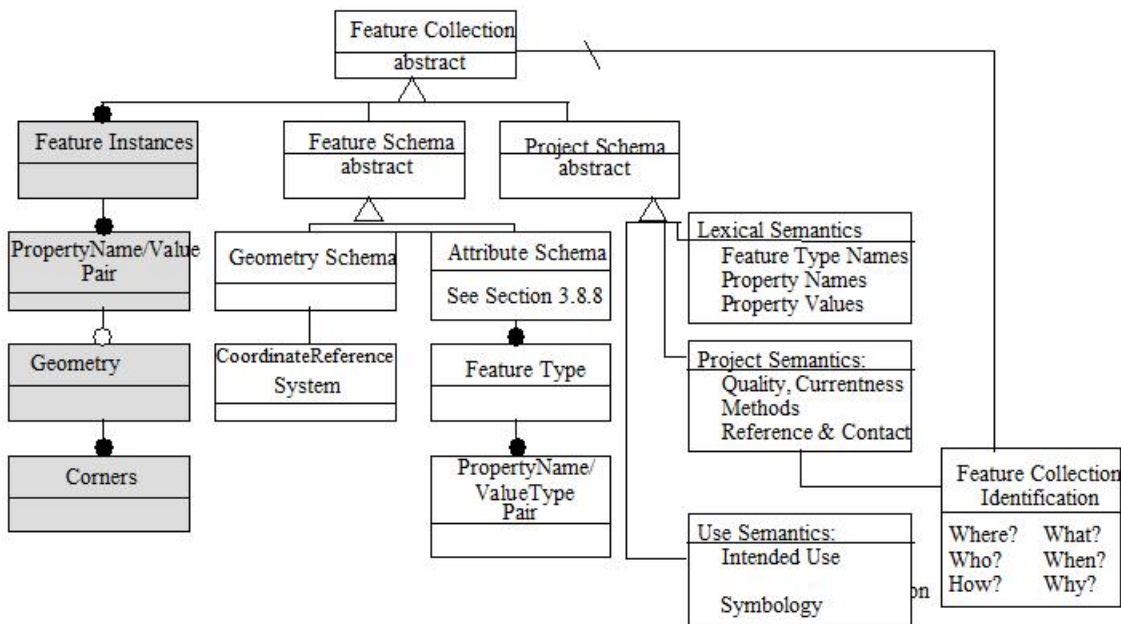 Feature Collection
abstract
Feature Instances
Feature Schema
abstract
Project Schema
abstract
PropertyName/Value
Pair
Geometry Schema
Attribute Schema
See Section 3.8.8
Lexical Semantics
Feature Type Names
Property Names
Property Values
Geometry
CoordinateReference
System
Feature Type
Project Semantics:
Quality, Currentness
Methods
Reference & Contact
Corners
PropertyName/
ValueType
Pair
Feature Collection
Identification
Where? What?
Who? When?
How? Why?
Use Semantics:
Intended Use
Symbology